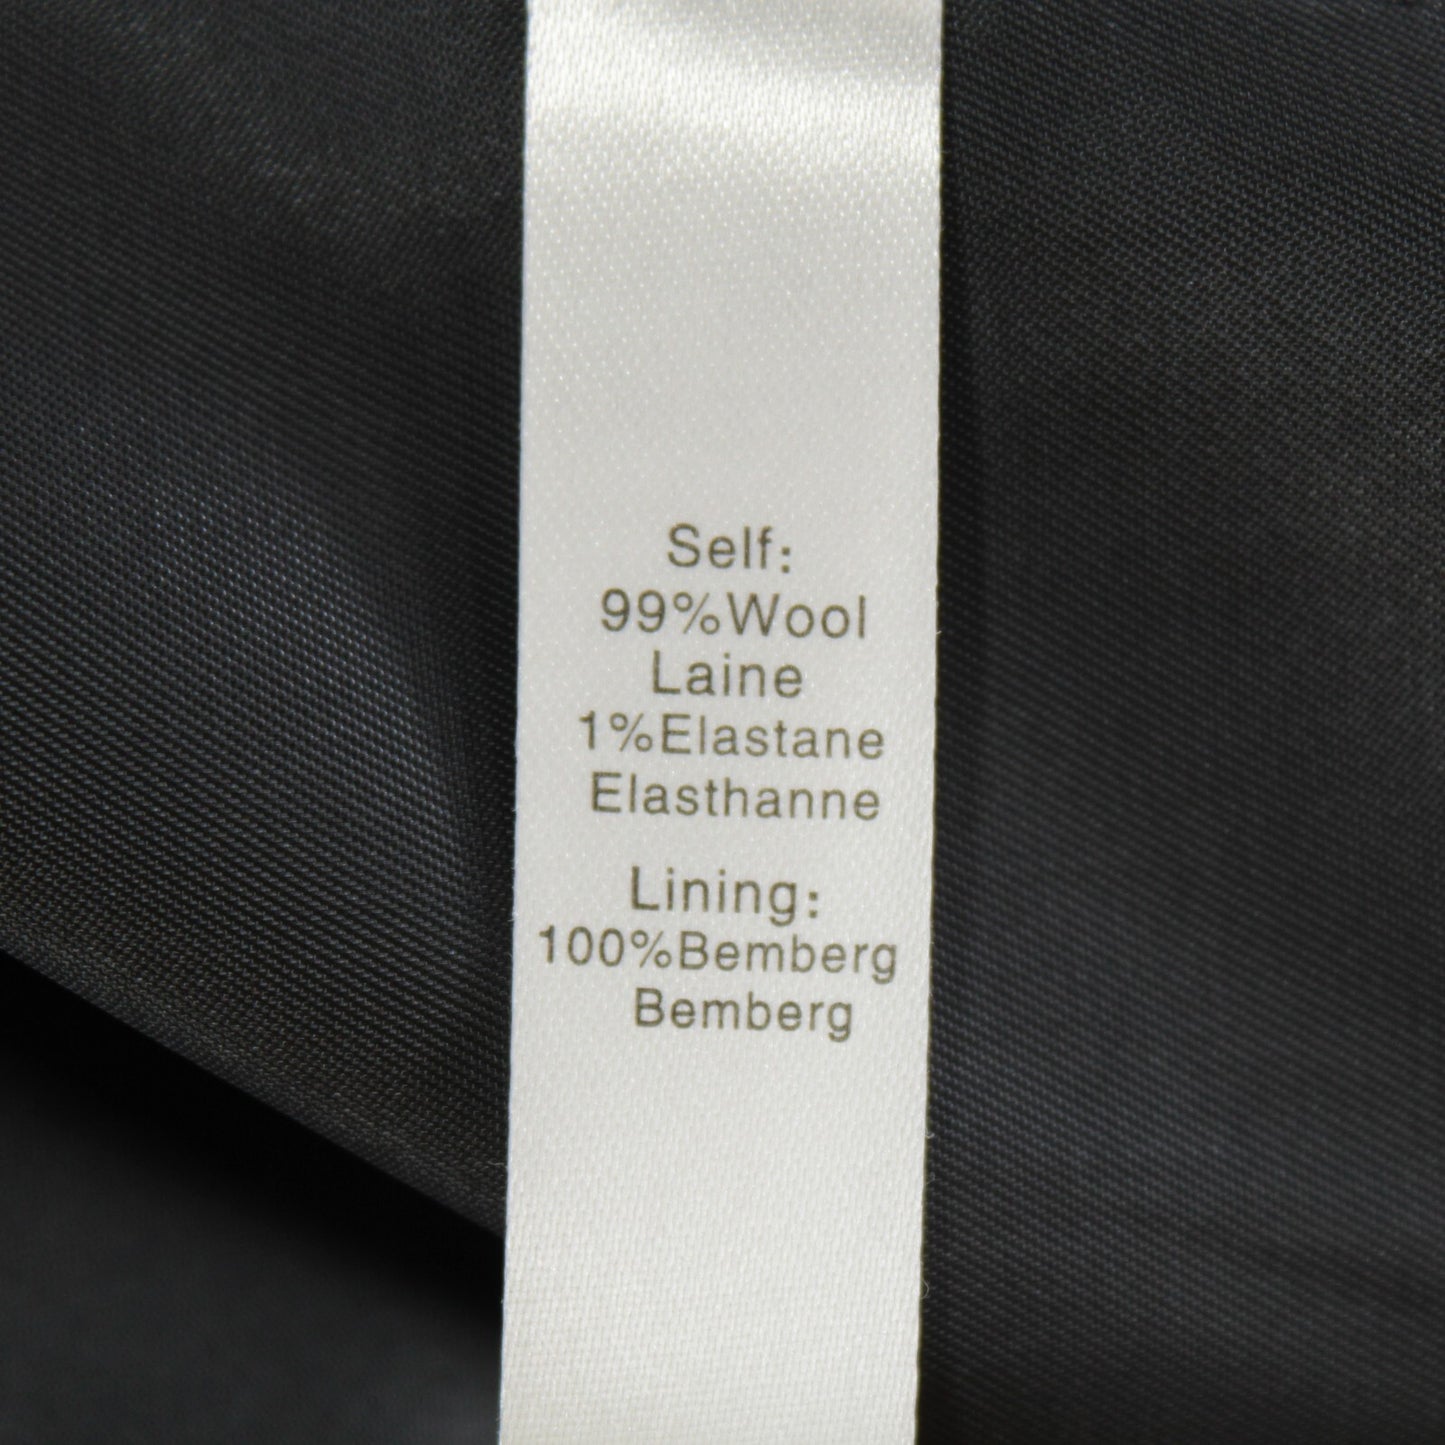 Self:
99%Wool
Laine
1%Elastane
Elasthanne
Lining:
100%Bemberg
Bemberg